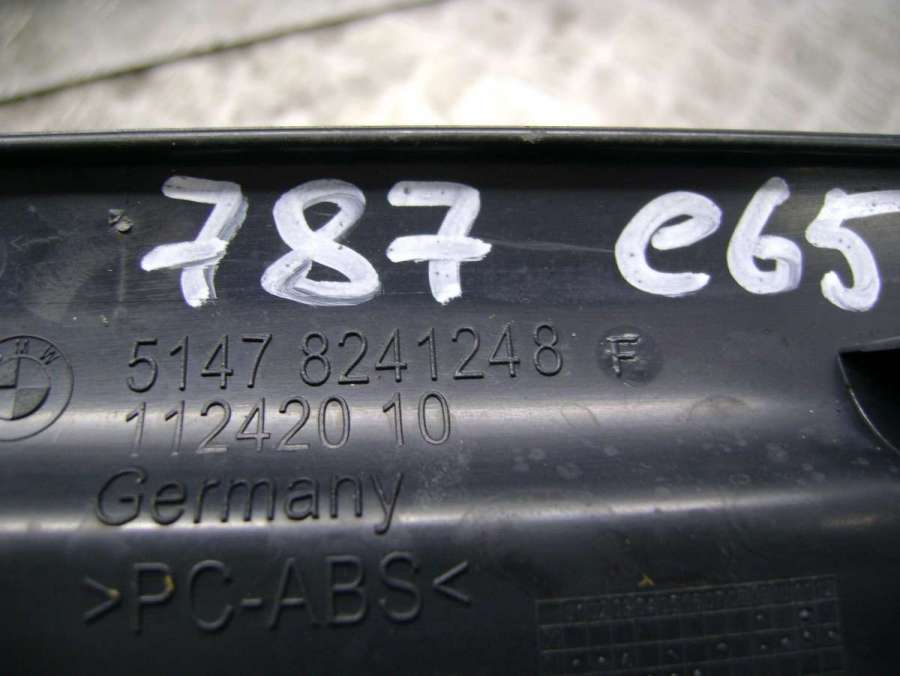 787 e65
5147 8241248 F
112420 10
Germany
>PC-ABS<